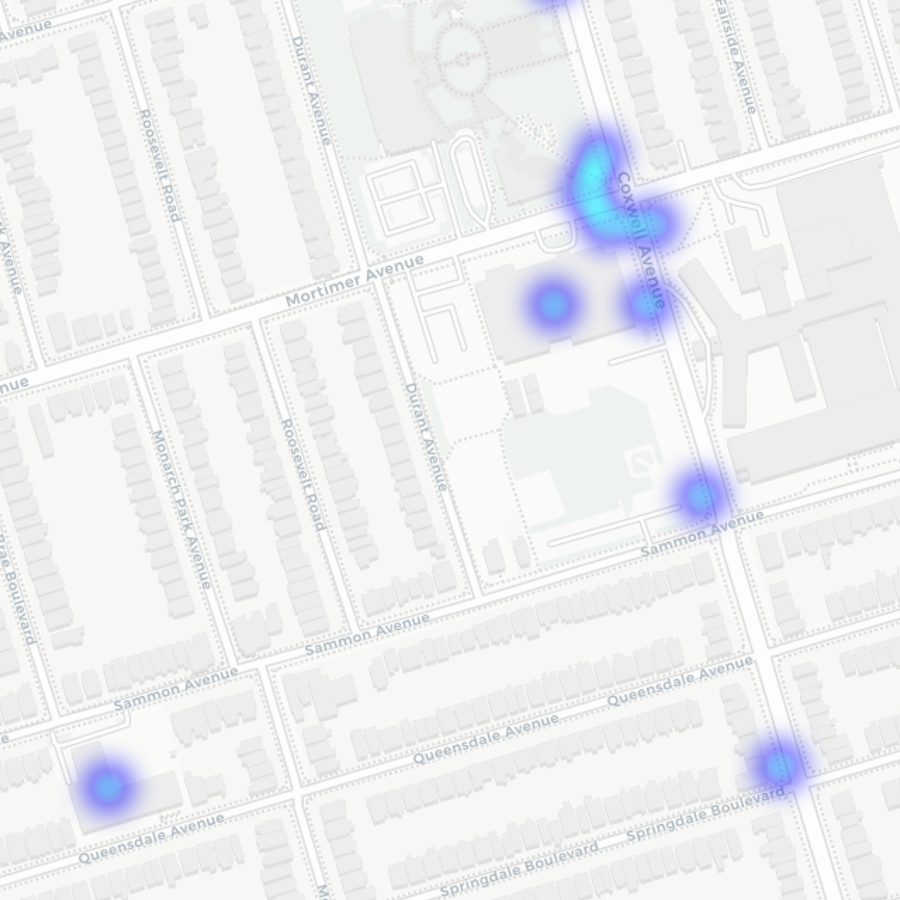 Avenue
Durant Avenue
Fairside Avenue
Roosevelt Road
Coxwell Avenue
Avenue
Mortimer Avenue
nue
Durant Avenue
Roosevelt Road
Monarch Park Avenue
Boulevard
Sammon Avenue
Sammon Avenue
Sammon Avenue
Queensdale Avenue
Queensdale Avenue
Queensdale Avenue
Springdale Boulevard
Springdale Boulevard